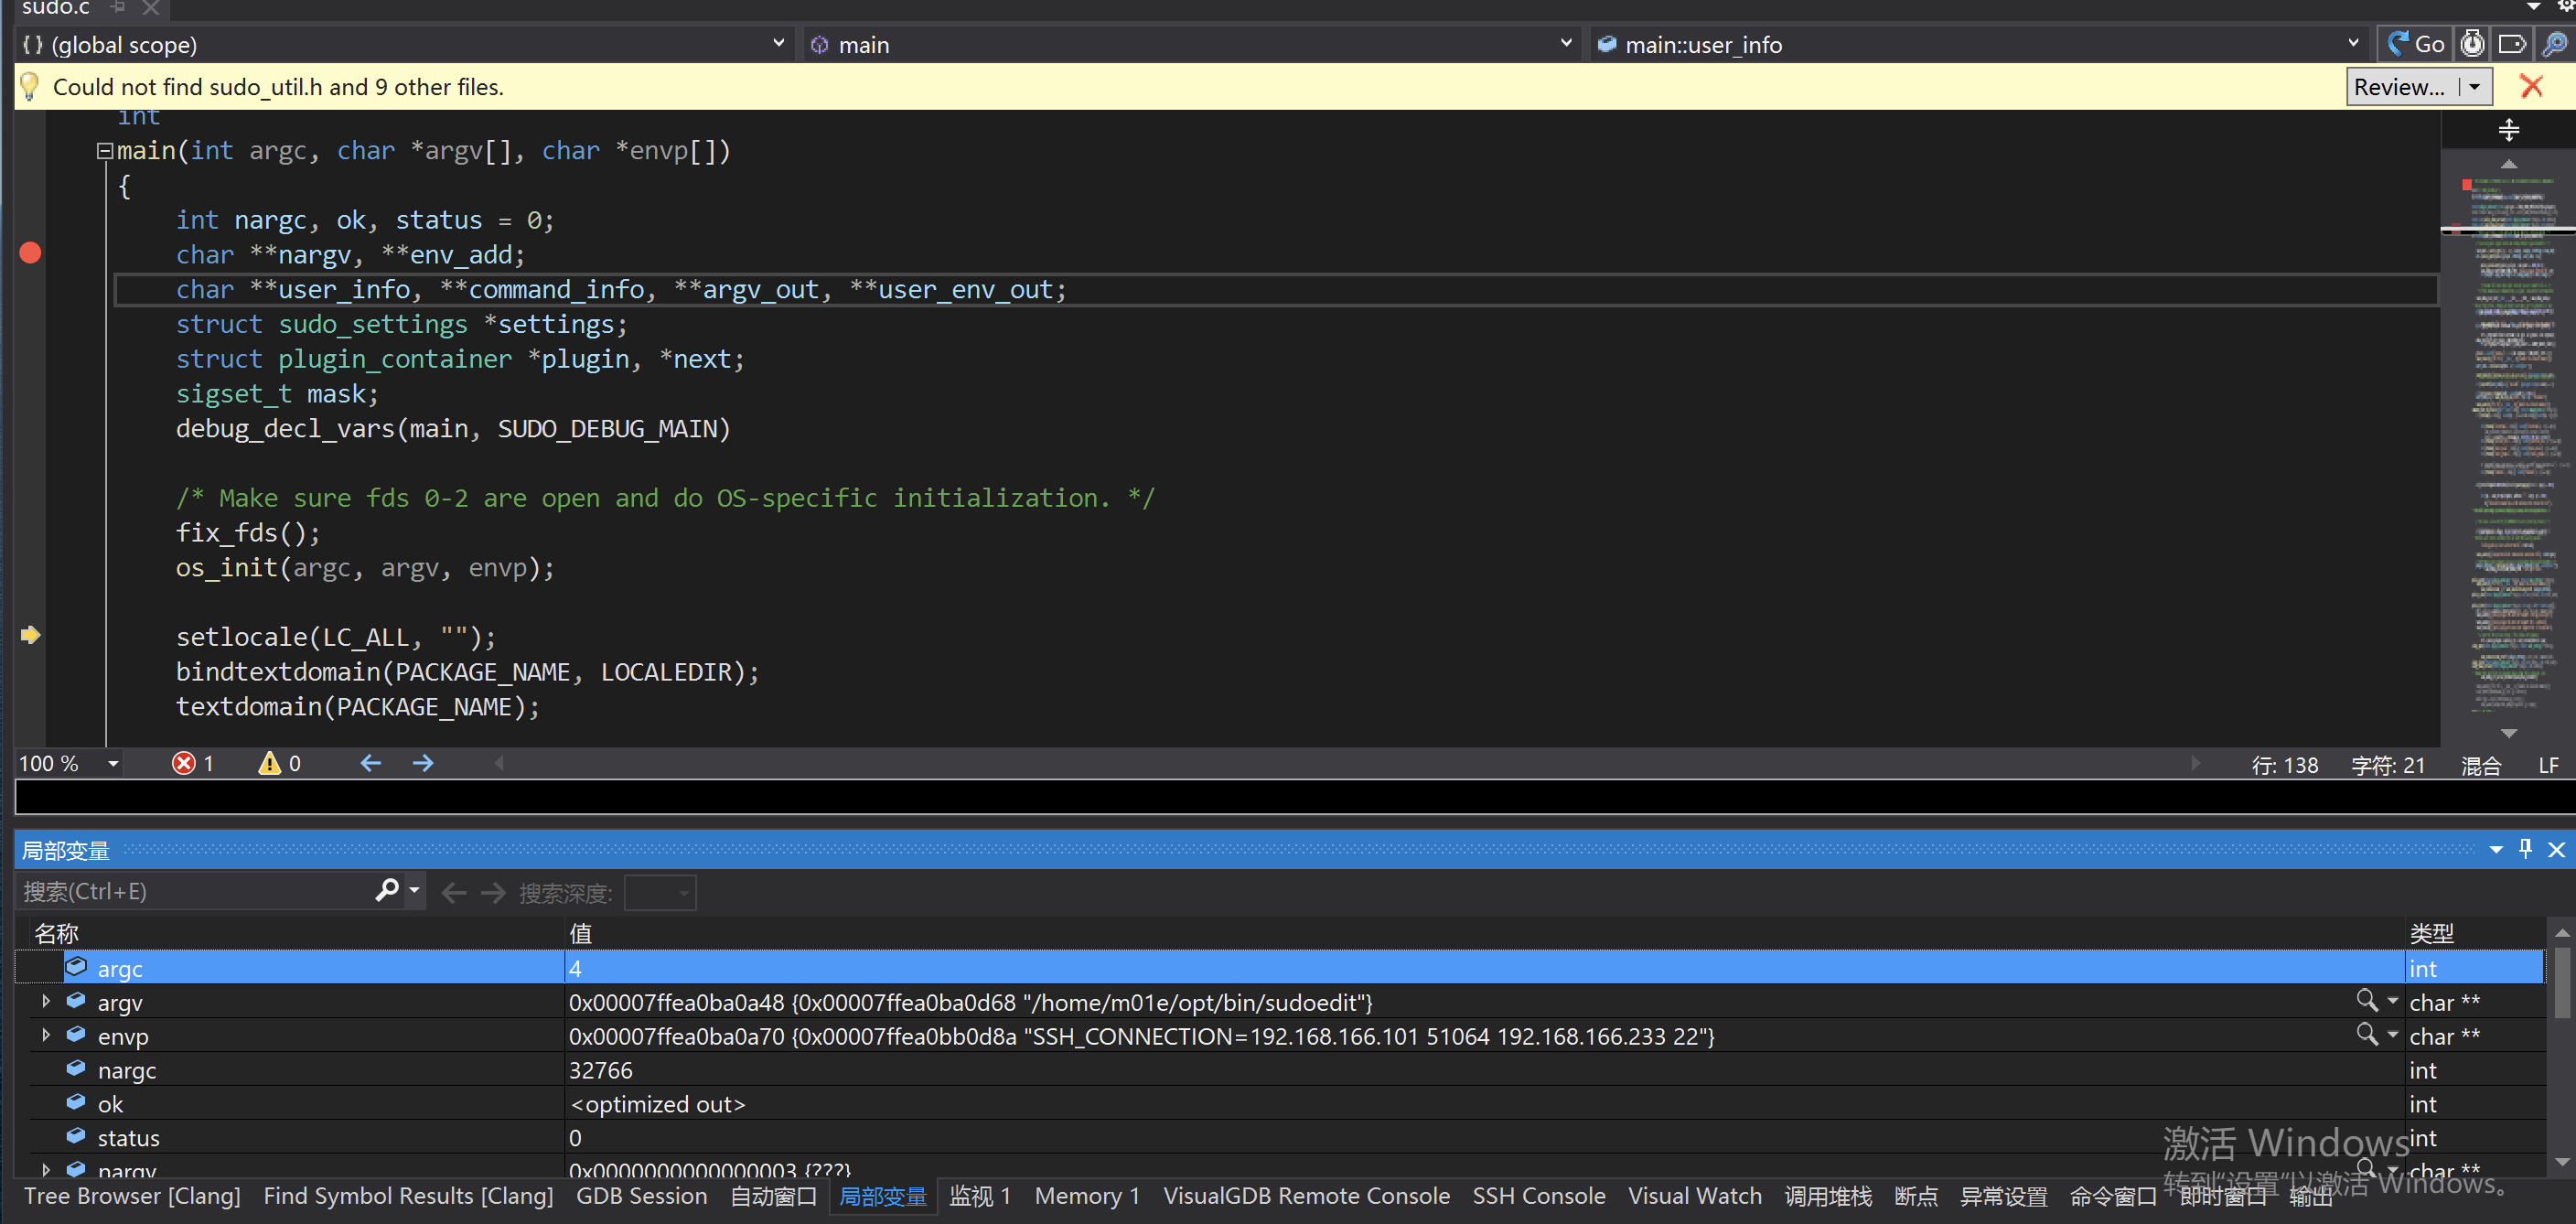 sudo.c
{} (global scope) main main::user_info Go
Could not find sudo_util.h and 9 other files. Review...
int
main(int argc, char *argv[], char *envp[])
{
int nargc, ok, status = 0;
char **nargv, **env_add;
char **user_info, **command_info, **argv_out, **user_env_out;
struct sudo_settings *settings;
struct plugin_container *plugin, *next;
sigset_t mask;
debug_decl_vars(main, SUDO_DEBUG_MAIN)
/* Make sure fds 0-2 are open and do OS-specific initialization. */
fix_fds();
os_init(argc, argv, envp);
setlocale(LC_ALL, "");
bindtextdomain(PACKAGE_NAME, LOCALEDIR);
textdomain(PACKAGE_NAME);
100 % 1 0 行: 138 字符: 21 混合 LF
局部变量
搜索(Ctrl+E) 搜索深度:
名称 值 类型
argc 4 int
argv 0x00007ffea0ba0a48 {0x00007ffea0ba0d68 "/home/m01e/opt/bin/sudoedit"} char **
envp 0x00007ffea0ba0a70 {0x00007ffea0bb0d8a "SSH_CONNECTION=192.168.166.101 51064 192.168.166.233 22"} char **
nargc 32766 int
ok <optimized out> int
status 0 int
nargv 0x0000000000000003 {???} char **
激活 Windows
转到"设置"以激活 Windows。
Tree Browser [Clang] Find Symbol Results [Clang] GDB Session 自动窗口 局部变量 监视 1 Memory 1 VisualGDB Remote Console SSH Console Visual Watch 调用堆栈 断点 异常设置 命令窗口 即时窗口 输出